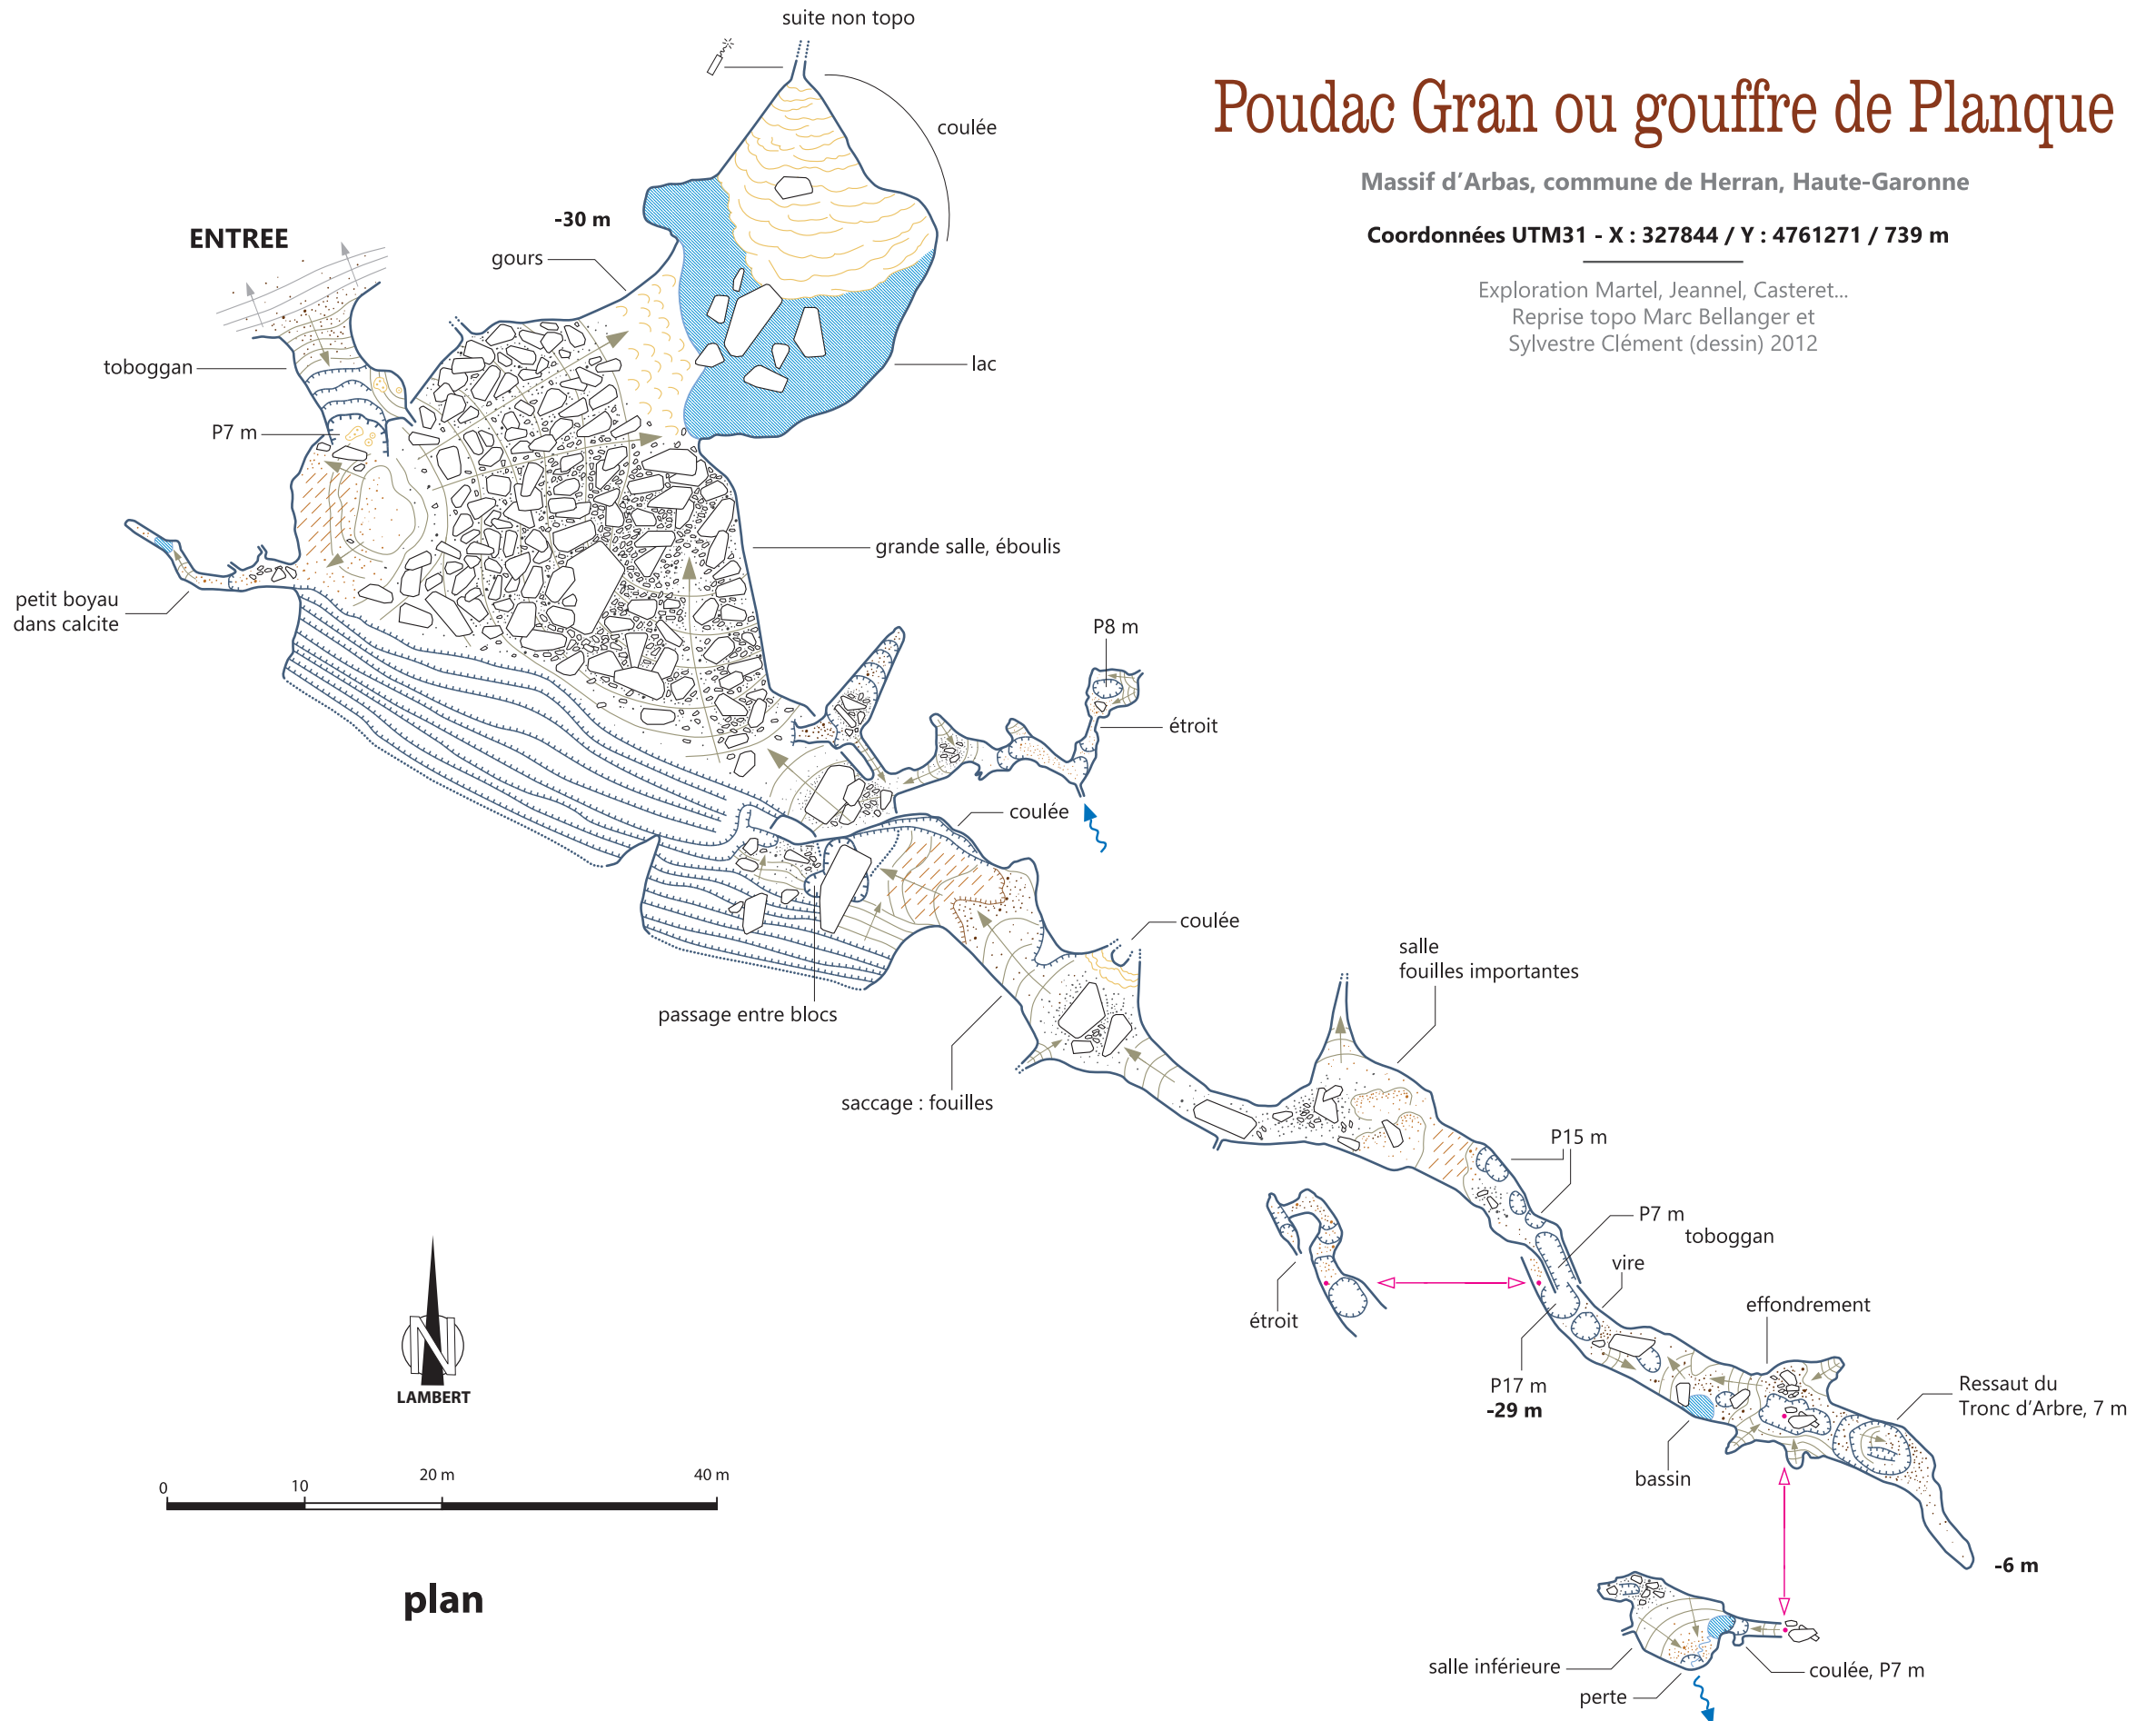 suite non topo
Poudac Gran ou gouffre de Planque
coulée
Massif d’Arbas, commune de Herran, Haute-Garonne
-30 m
ENTREE
Coordonnées UTM31 - X : 327844 / Y : 4761271 / 739 m
gours
Exploration Martel, Jeannel, Casteret...
Reprise topo Marc Bellanger et
Sylvestre Clément (dessin) 2012
toboggan
lac
P7 m
grande salle, éboulis
petit boyau
dans calcite
P8 m
étroit
coulée
coulée
salle
fouilles importantes
passage entre blocs
saccage : fouilles
P15 m
P7 m
toboggan
vire
effondrement
étroit
P17 m
-29 m
Ressaut du
Tronc d’Arbre, 7 m
bassin
N
LAMBERT
0
10
20 m
40 m
-6 m
plan
salle inférieure
coulée, P7 m
perte